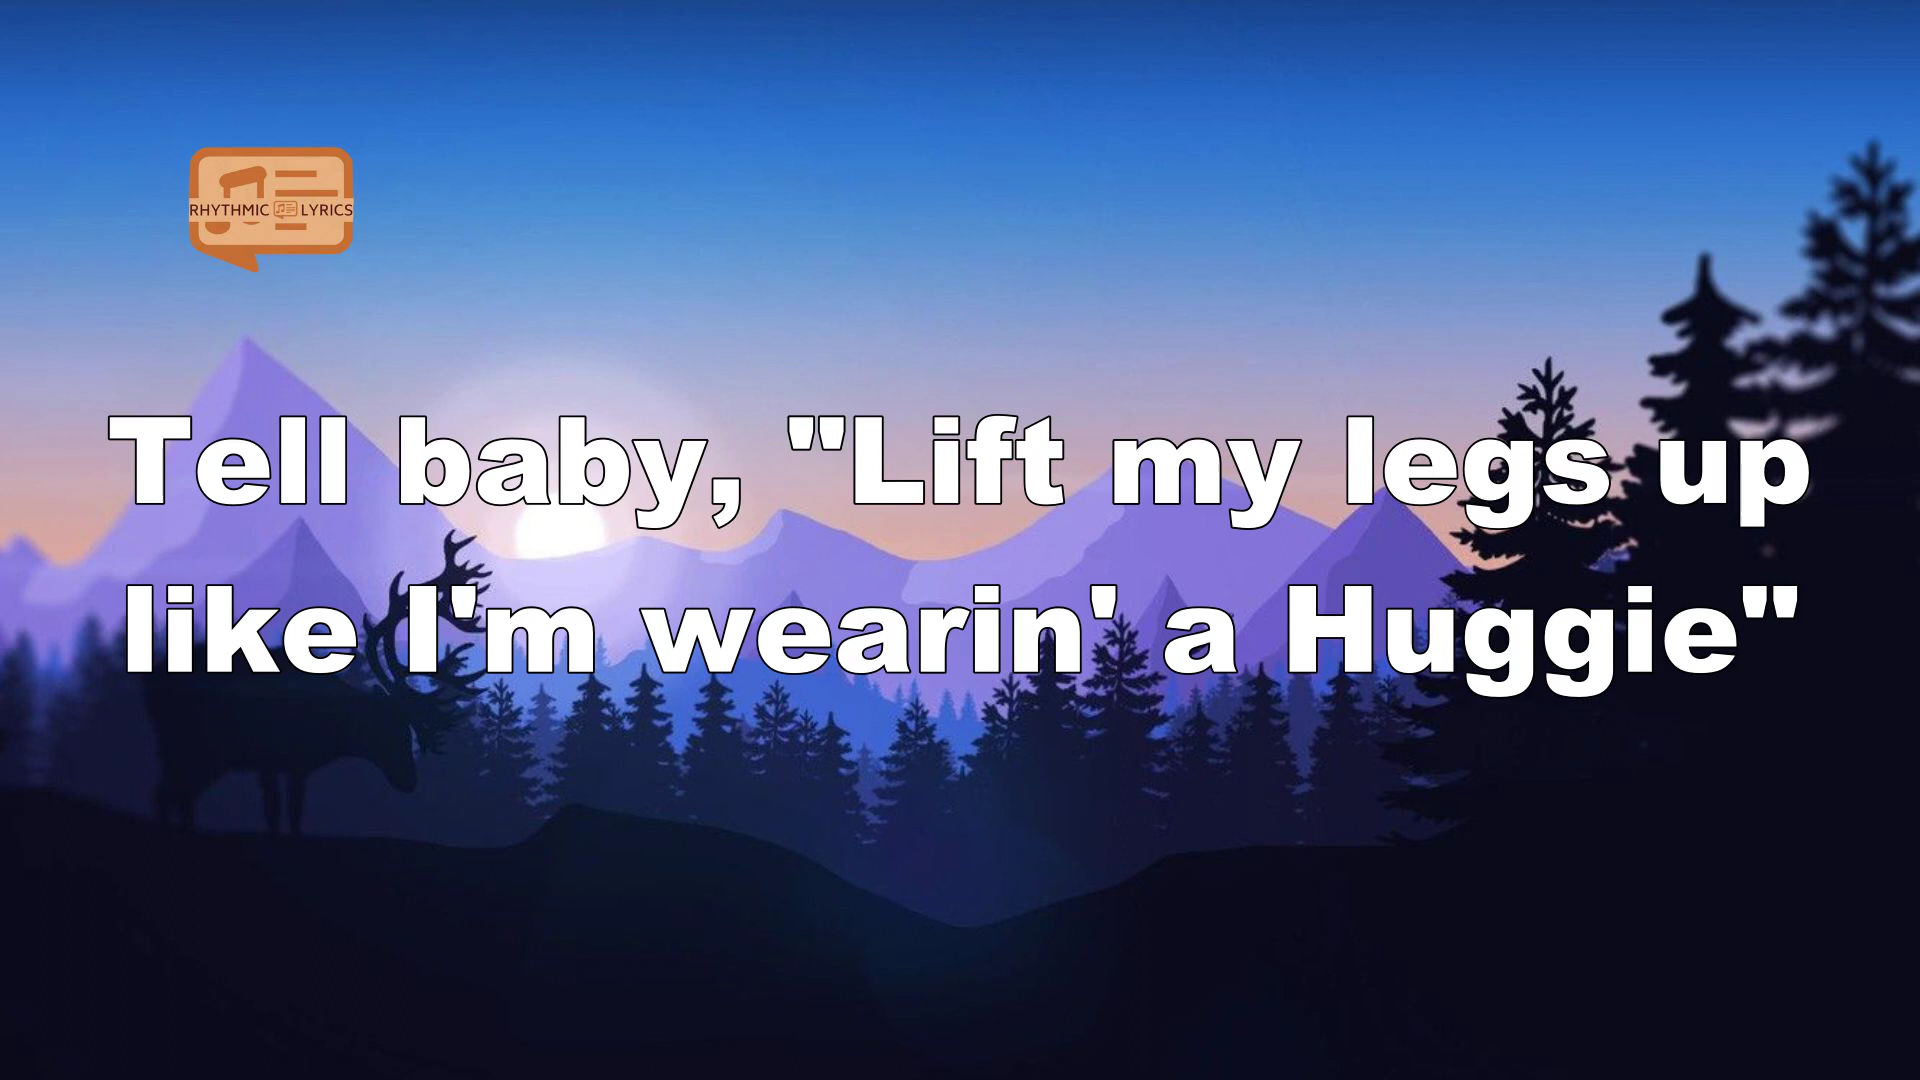 RHYTHMIC LYRICS
Tell baby, "Lift my legs up
like I'm wearin' a Huggie"